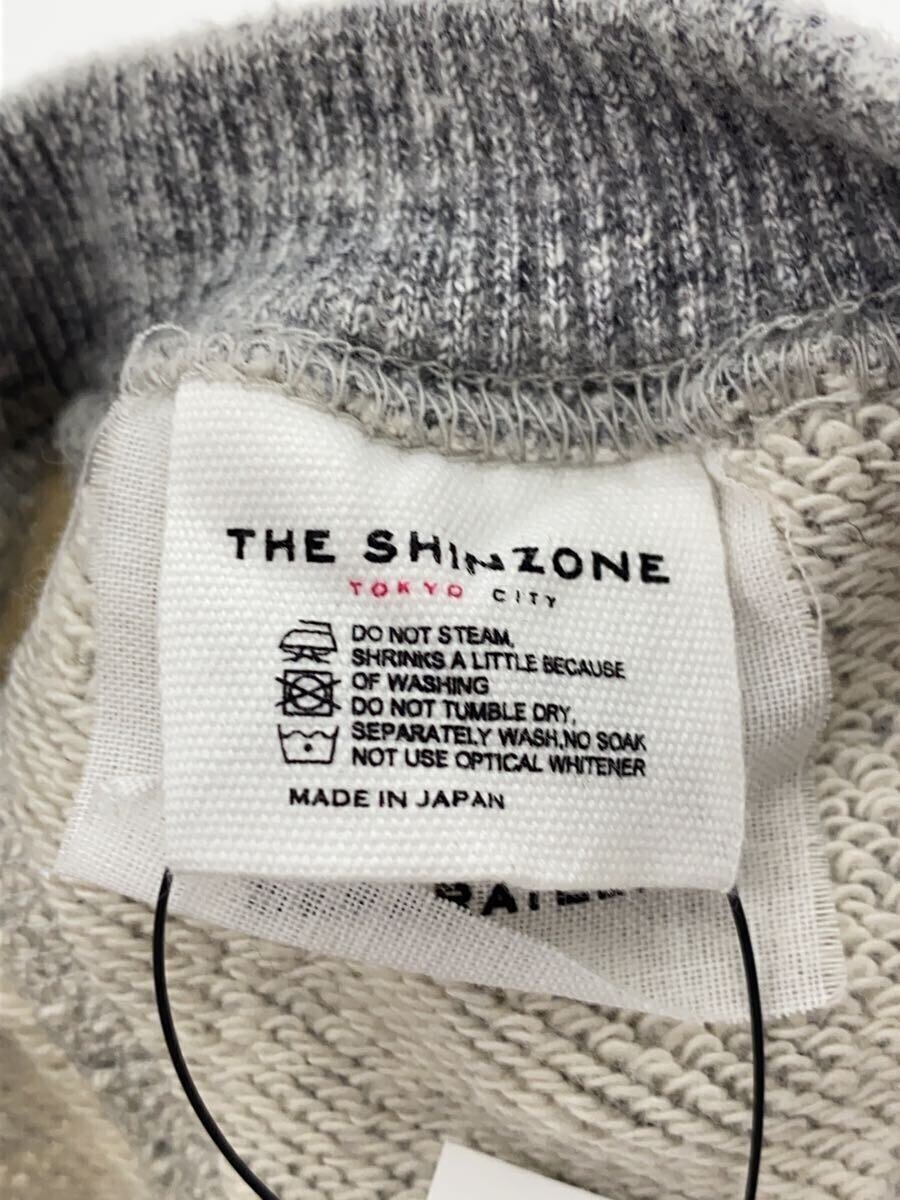 THE SHINZONE
TOKYO CITY
DO NOT STEAM.
SHRINKS A LITTLE BECAUSE
OF WASHING
DO NOT TUMBLE DRY,
SEPARATELY WASH,NO SOAK
NOT USE OPTICAL WHITENER
MADE IN JAPAN